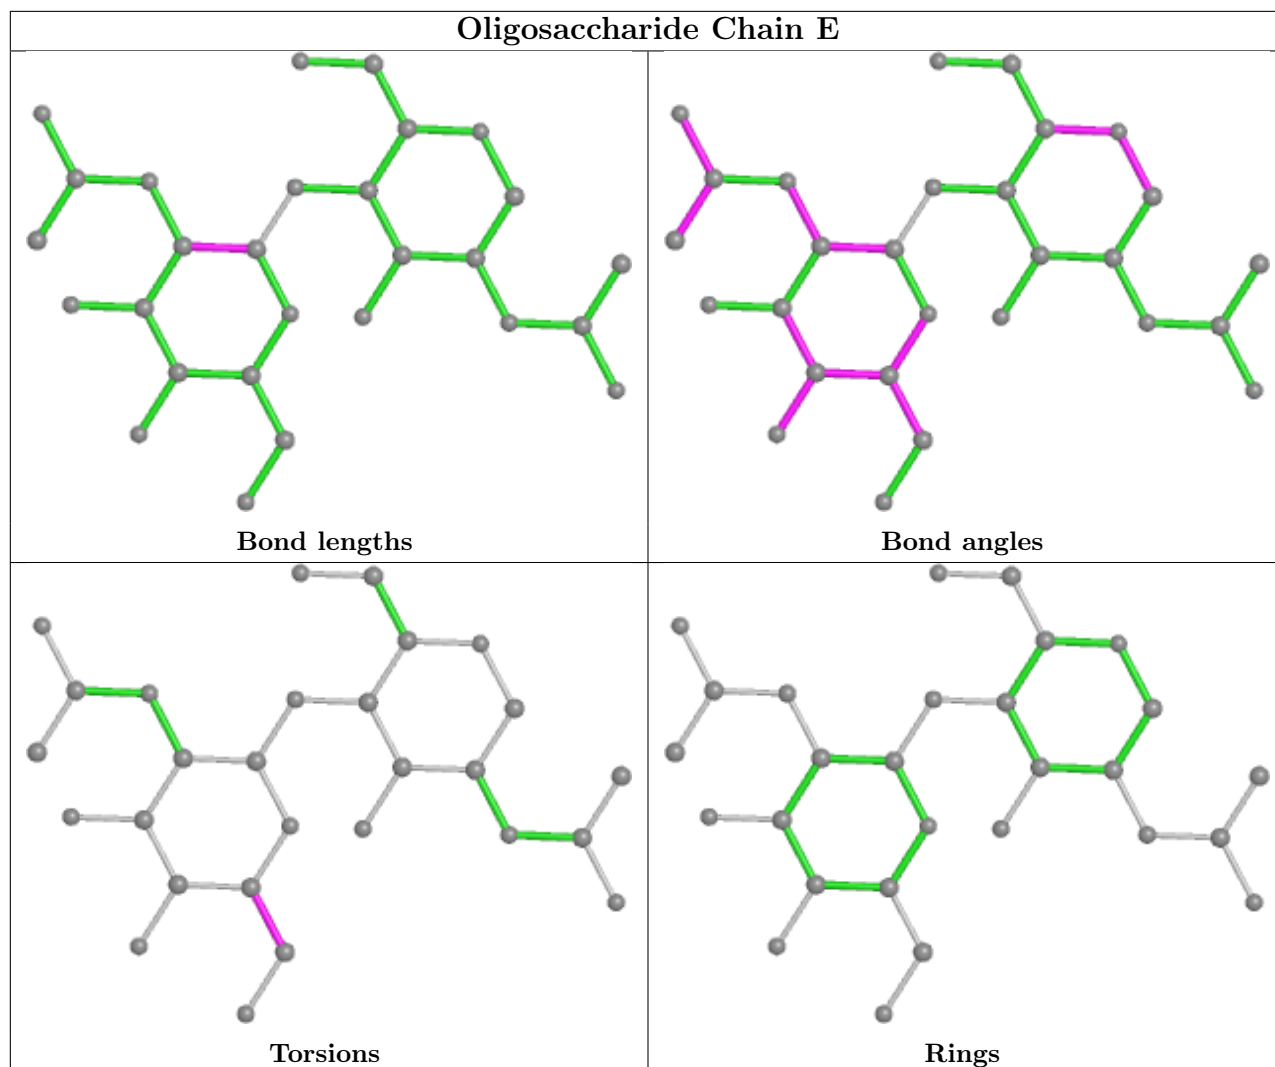 Oligosaccharide Chain E
Bond lengths
Bond angles
Torsions
Rings